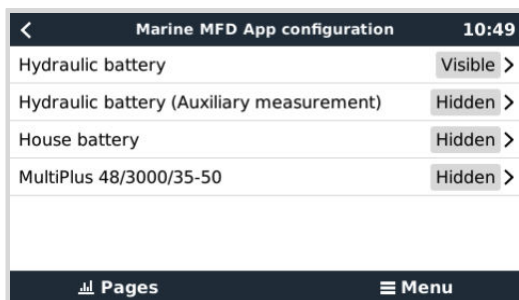 Marine MFD App configuration 10:49
Hydraulic battery Visible
Hydraulic battery (Auxiliary measurement) Hidden
House battery Hidden
MultiPlus 48/3000/35-50 Hidden
Pages Menu